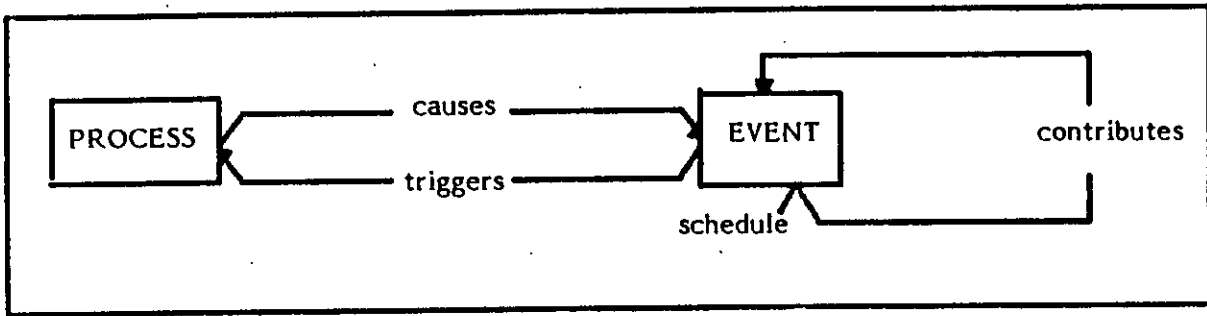 causes
PROCESS
EVENT
contributes
triggers
schedule